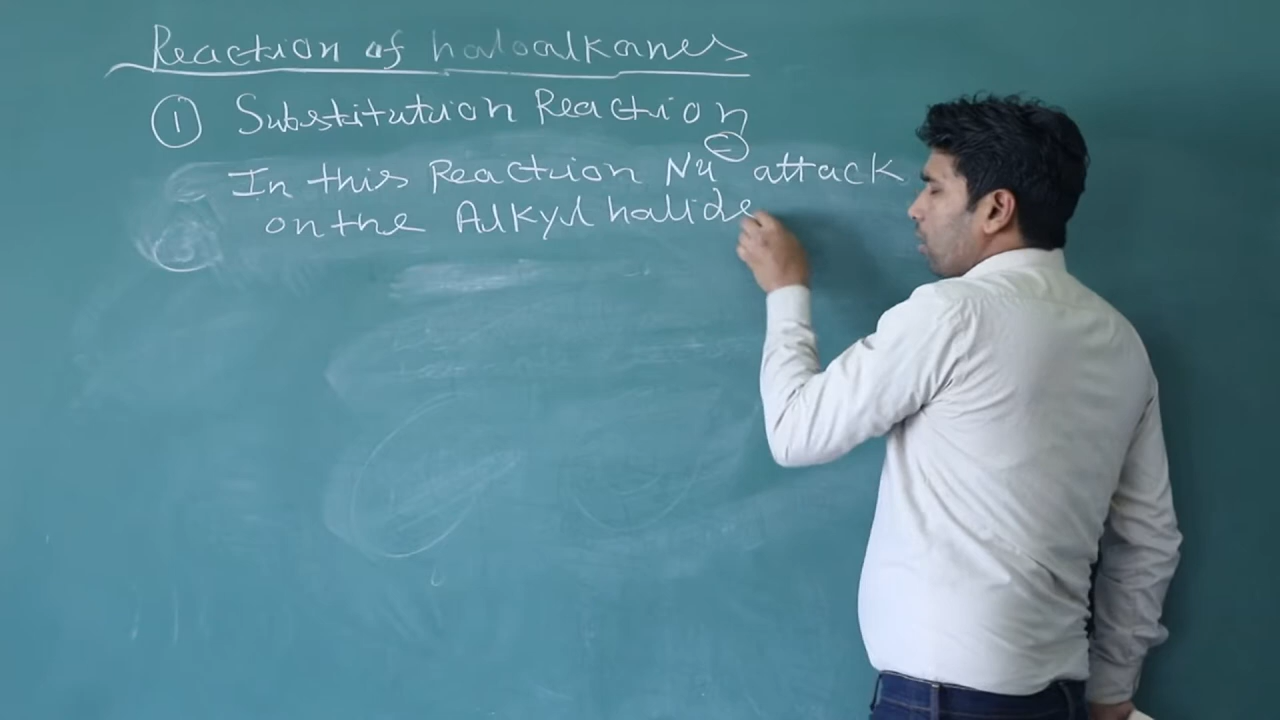 Reaction of haloalkanes
① Substitution Reaction
In this Reaction Nu⊖ attack
on the Alkyl halide